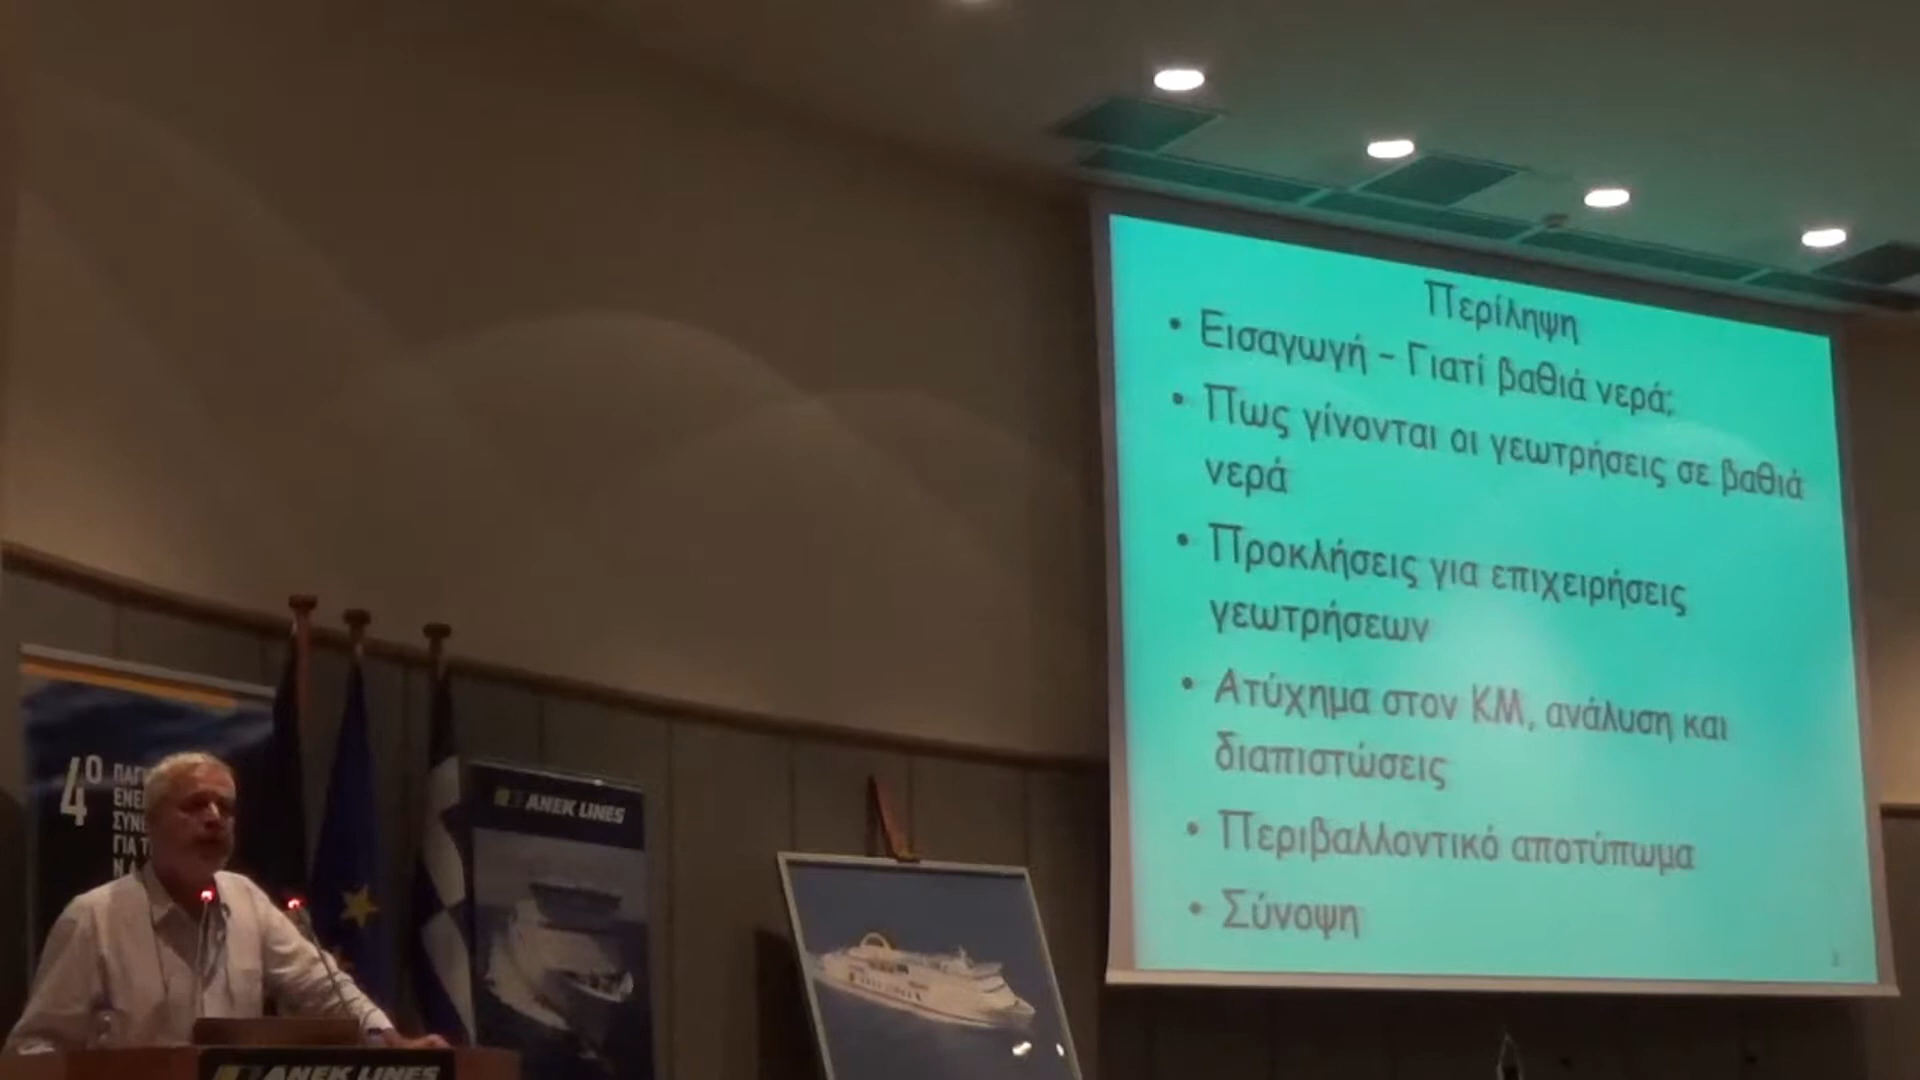 Περίληψη
• Εισαγωγή – Γιατί βαθιά νερά;
• Πως γίνονται οι γεωτρήσεις σε βαθιά
νερά
• Προκλήσεις για επιχειρήσεις
γεωτρήσεων
• Ατύχημα στον ΚΜ, ανάλυση και
διαπιστώσεις
• Περιβαλλοντικό αποτύπωμα
• Σύνοψη
4ο
ANEK LINES
ANEK LINES